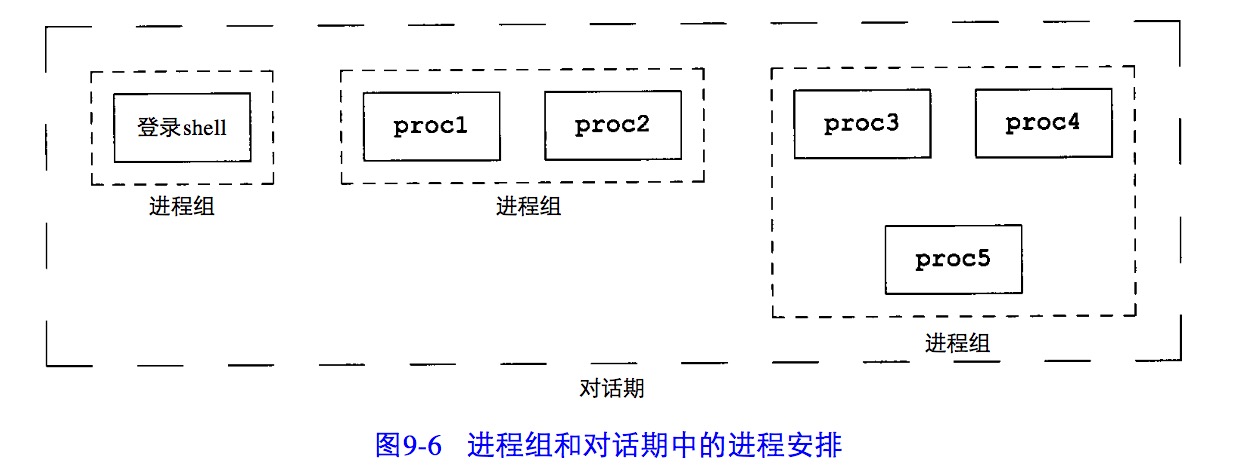 登录shell
proc1
proc2
proc3
proc4
进程组
进程组
proc5
进程组
对话期
图9-6 进程组和对话期中的进程安排